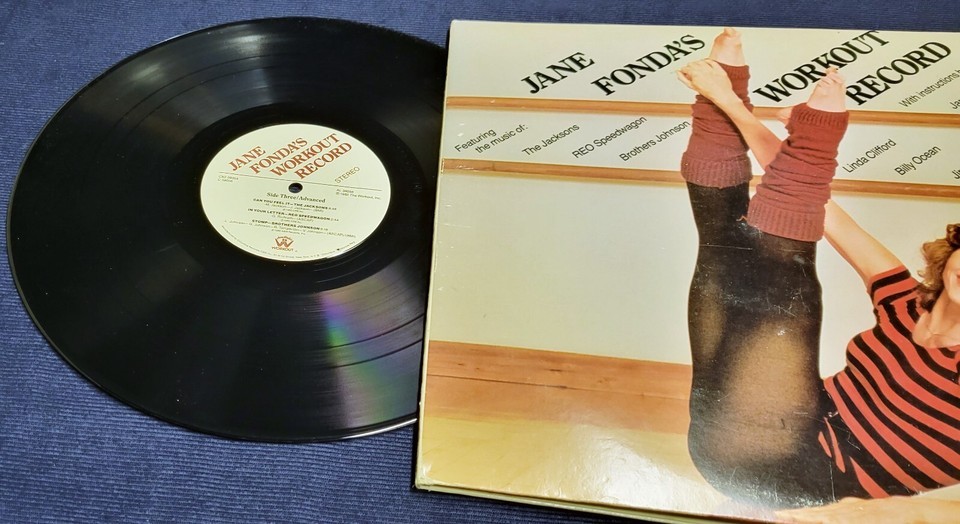 JANE
FONDA'S
WORKOUT
RECORD
STEREO
Side Three/Advanced
CAN YOU FEEL IT—THE JACKSONS
IN YOUR LETTER—REO SPEEDWAGON
STOMP—BROTHERS JOHNSON
WORKOUT
JANE
FONDA'S
WORKOUT
RECORD
With instructions
Featuring
the music of:
The Jacksons
REO Speedwagon
Brothers Johnson
Linda Clifford
Billy Ocean